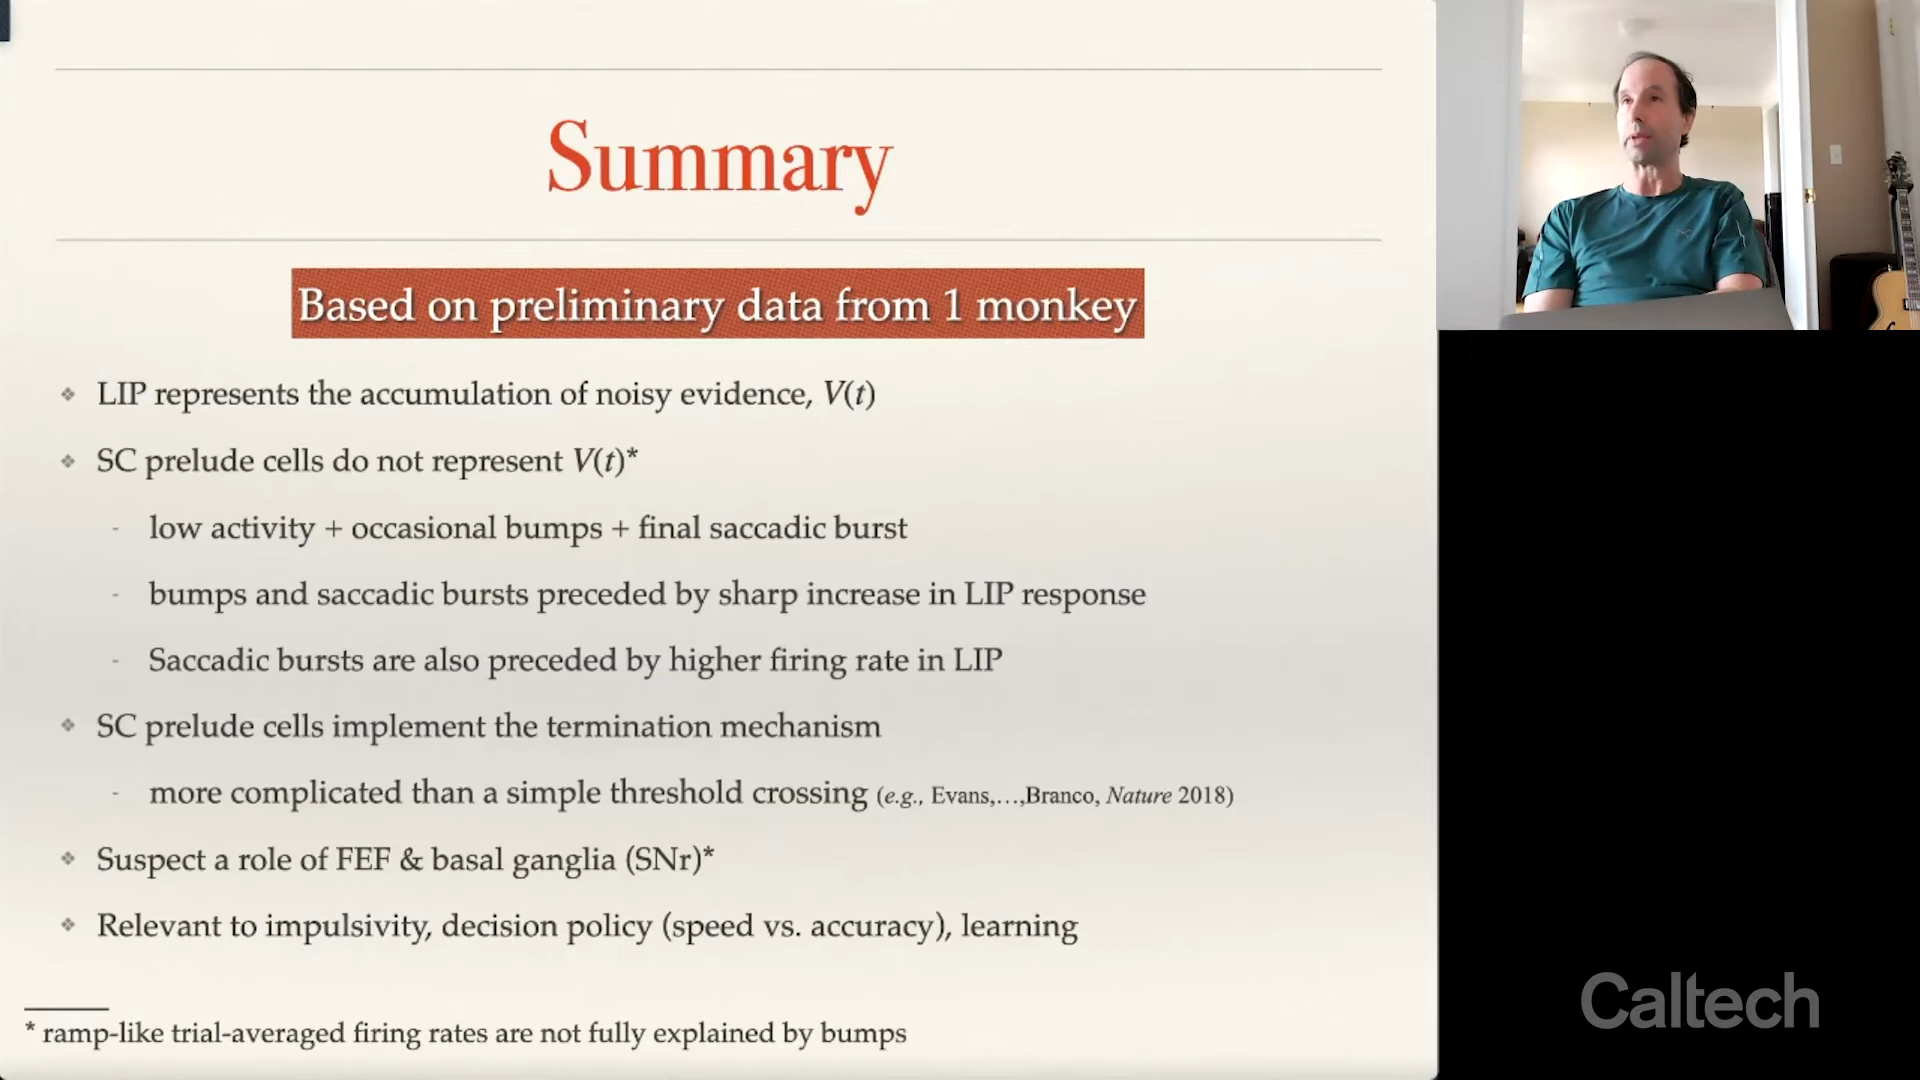 Summary
Based on preliminary data from 1 monkey
❖ LIP represents the accumulation of noisy evidence, V(t)
❖ SC prelude cells do not represent V(t)*
- low activity + occasional bumps + final saccadic burst
- bumps and saccadic bursts preceded by sharp increase in LIP response
- Saccadic bursts are also preceded by higher firing rate in LIP
❖ SC prelude cells implement the termination mechanism
- more complicated than a simple threshold crossing (e.g., Evans,…,Branco, Nature 2018)
❖ Suspect a role of FEF & basal ganglia (SNr)*
❖ Relevant to impulsivity, decision policy (speed vs. accuracy), learning
* ramp-like trial-averaged firing rates are not fully explained by bumps
Caltech